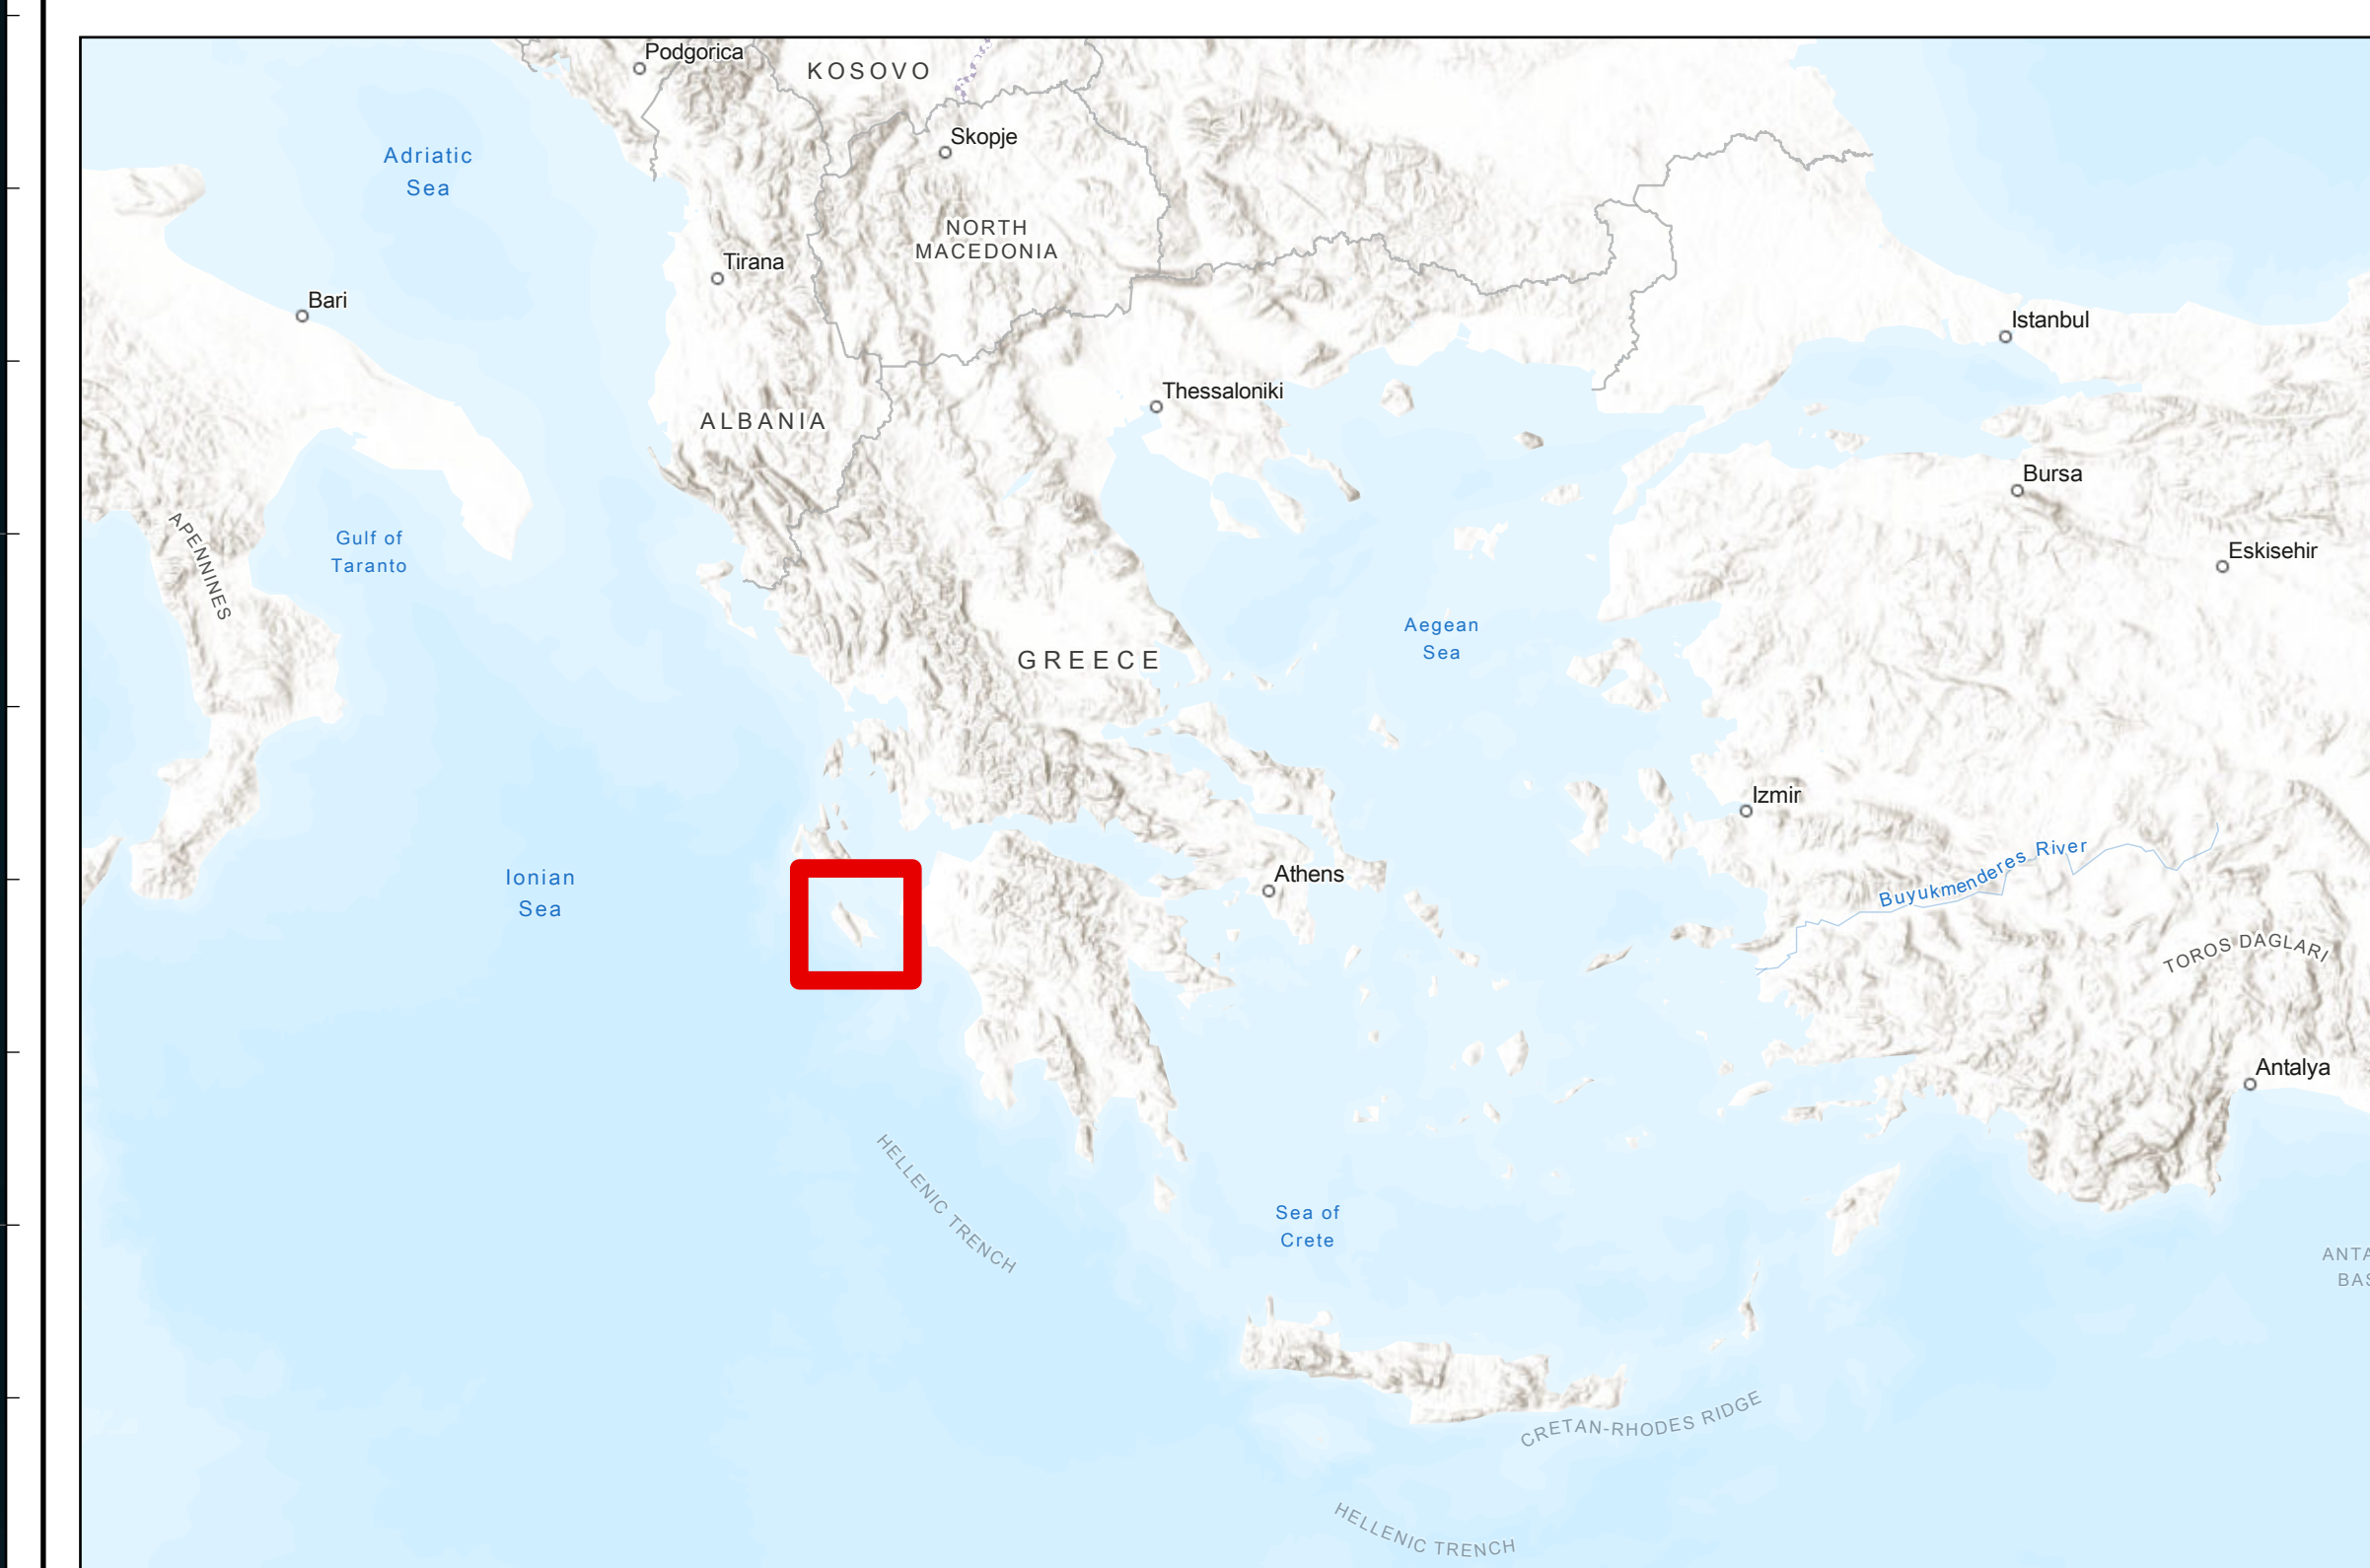 Podgorica
KOSOVO
Skopje
Adriatic
Sea
NORTH
MACEDONIA
Tirana
Bari
Istanbul
Thessaloniki
ALBANIA
Bursa
APENNINES
Gulf of
Taranto
Eskisehir
Aegean
Sea
GREECE
Izmir
Buyukmenderes River
Athens
Ionian
Sea
TOROS DAGLARI
Antalya
HELLENIC TRENCH
Sea of
Crete
ANTA
BAS
CRETAN-RHODES RIDGE
HELLENIC TRENCH